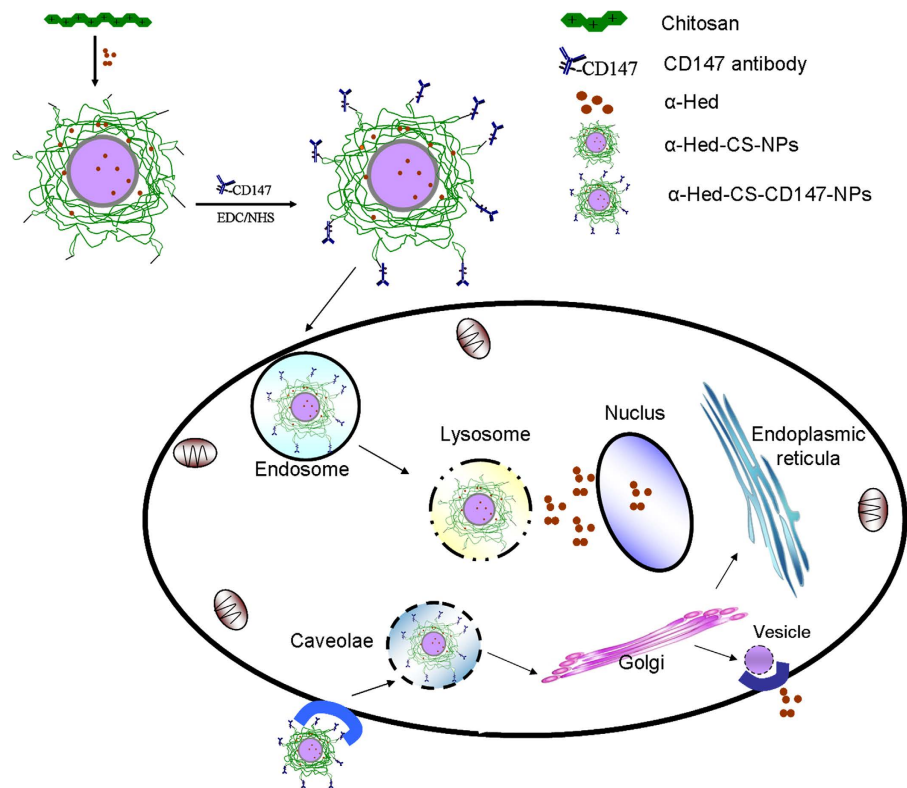 Chitosan
-CD147
CD147 antibody
α-Hed
α-Hed-CS-NPs
α-Hed-CS-CD147-NPs
-CD147
EDC/NHS
Endosome
Lysosome
Nuclus
Endoplasmic
reticula
Caveolae
Golgi
Vesicle